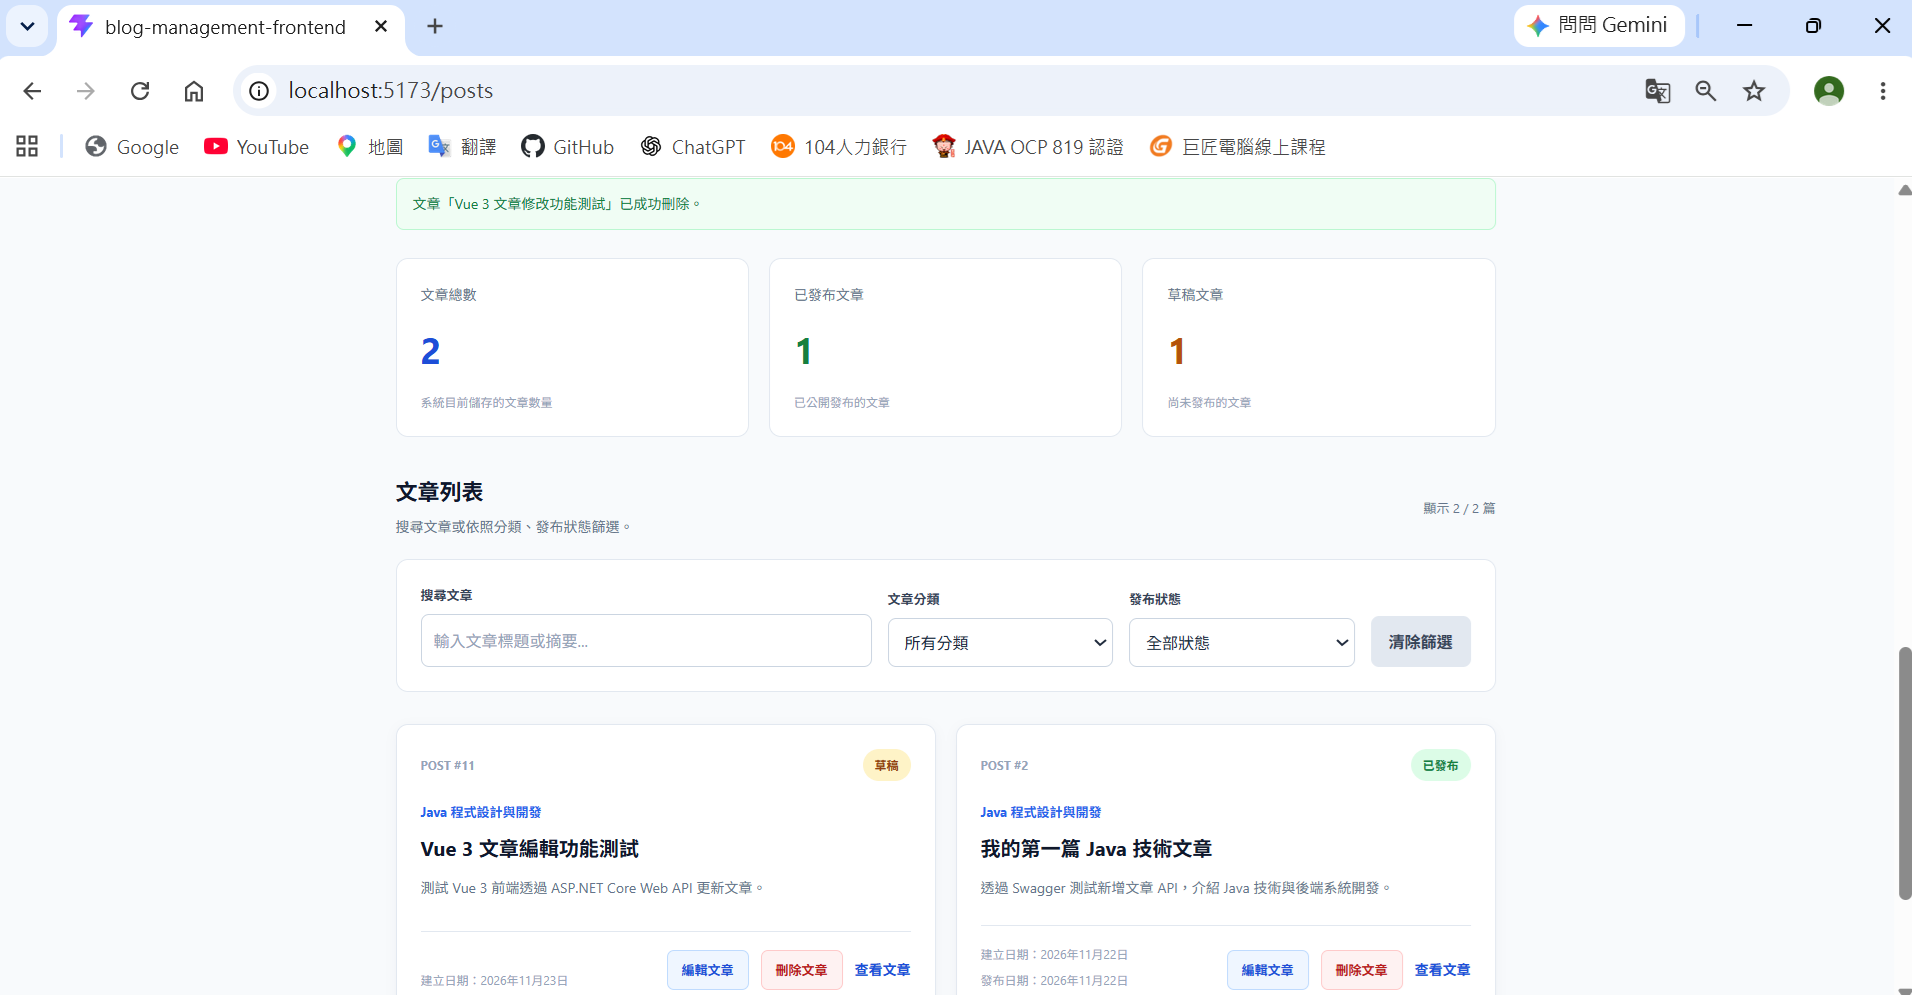 blog-management-frontend
問問 Gemini
localhost:5173/posts
Google
YouTube
地圖
翻譯
GitHub
ChatGPT
104人力銀行
JAVA OCP 819 認證
巨匠電腦線上課程
文章「Vue 3 文章修改功能測試」已成功刪除。
文章總數
2
系統目前儲存的文章數量
已發布文章
1
已公開發布的文章
草稿文章
1
尚未發布的文章
文章列表
搜尋文章或依照分類、發布狀態篩選。
顯示 2 / 2 篇
搜尋文章
輸入文章標題或摘要...
文章分類
所有分類
發布狀態
全部狀態
清除篩選
POST #11
草稿
Java 程式設計與開發
Vue 3 文章編輯功能測試
測試 Vue 3 前端透過 ASP.NET Core Web API 更新文章。
建立日期：2026年11月23日
編輯文章
刪除文章
查看文章
POST #2
已發布
Java 程式設計與開發
我的第一篇 Java 技術文章
透過 Swagger 測試新增文章 API，介紹 Java 技術與後端系統開發。
建立日期：2026年11月22日
發布日期：2026年11月22日
編輯文章
刪除文章
查看文章